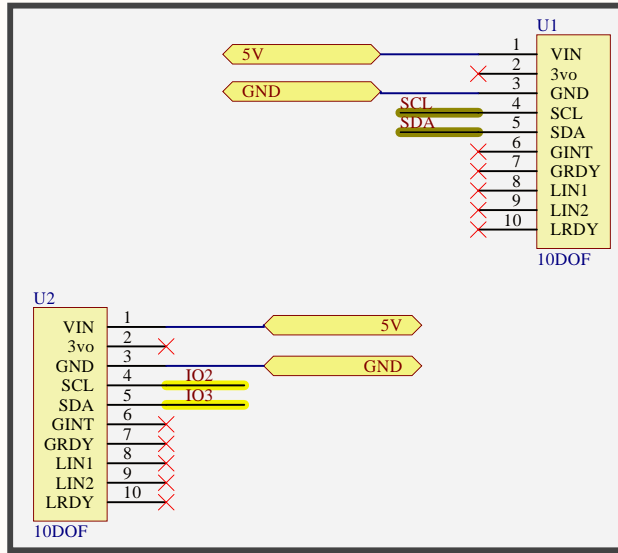 U1
5V
1
VIN
2
3vo
GND
3
GND
SCL
4
SCL
SDA
5
SDA
6
GINT
7
GRDY
8
LIN1
9
LIN2
10
LRDY
10DOF
U2
VIN
1
5V
3vo
2
GND
3
GND
SCL
4
IO2
SDA
5
IO3
GINT
6
GRDY
7
LIN1
8
LIN2
9
LRDY
10
10DOF